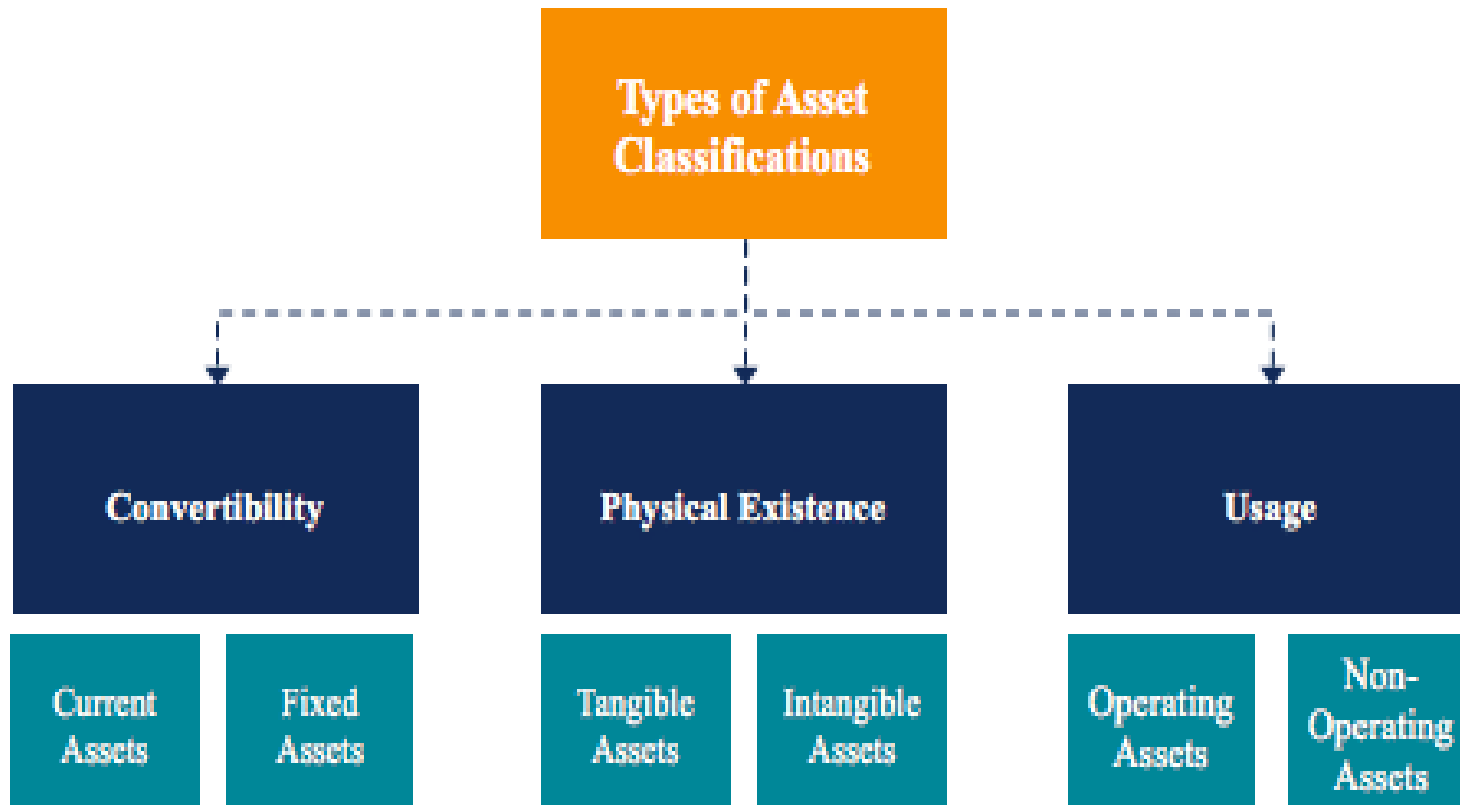 Types of Asset
Classifications
Convertibility
Physical Existence
Usage
Current
Assets
Fixed
Assets
Tangible
Assets
Intangible
Assets
Operating
Assets
Non-
Operating
Assets